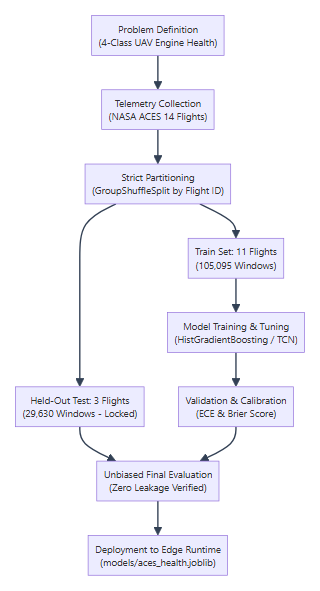 Problem Definition
(4-Class UAV Engine Health)
Telemetry Collection
(NASA ACES 14 Flights)
Strict Partitioning
(GroupShuffleSplit by Flight ID)
Train Set: 11 Flights
(105,095 Windows)
Model Training & Tuning
(HistGradientBoosting / TCN)
Held-Out Test: 3 Flights
(29,630 Windows - Locked)
Validation & Calibration
(ECE & Brier Score)
Unbiased Final Evaluation
(Zero Leakage Verified)
Deployment to Edge Runtime
(models/aces_health.joblib)